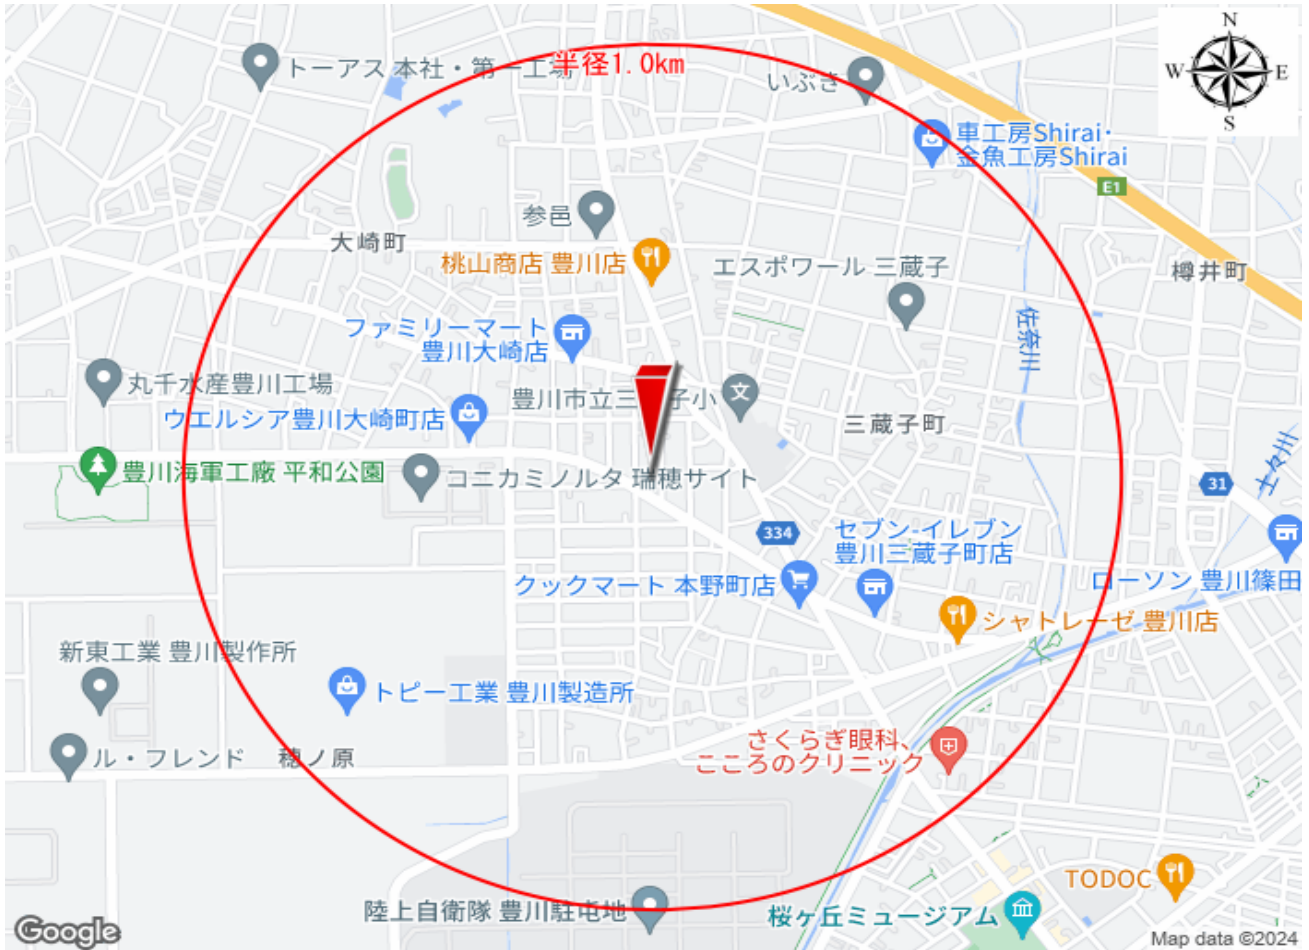 N
W
E
S
半径1.0km
トーアス 本社・第一工場
いぶき
車工房Shirai・
金魚工房Shirai
E1
参邑
大崎町
桃山商店 豊川店
エスポワール 三蔵子
樽井町
佐奈川
ファミリーマート
豊川大崎店
丸千水産豊川工場
豊川市立三
子小
文
ウエルシア豊川大崎町店
三蔵子町
豊川海軍工廠 平和公園
コニカミノルタ 瑞穂サイト
31
士々川
334
セブン-イレブン
豊川三蔵子町店
クックマート 本野町店
ローソン 豊川篠田
シャトレーゼ 豊川店
新東工業 豊川製作所
トピー工業 豊川製造所
さくらぎ眼科、
こころのクリニック
ル・フレンド 穂ノ原
TODOC
陸上自衛隊 豊川駐屯地
桜ヶ丘ミュージアム
Google
Map data ©2024